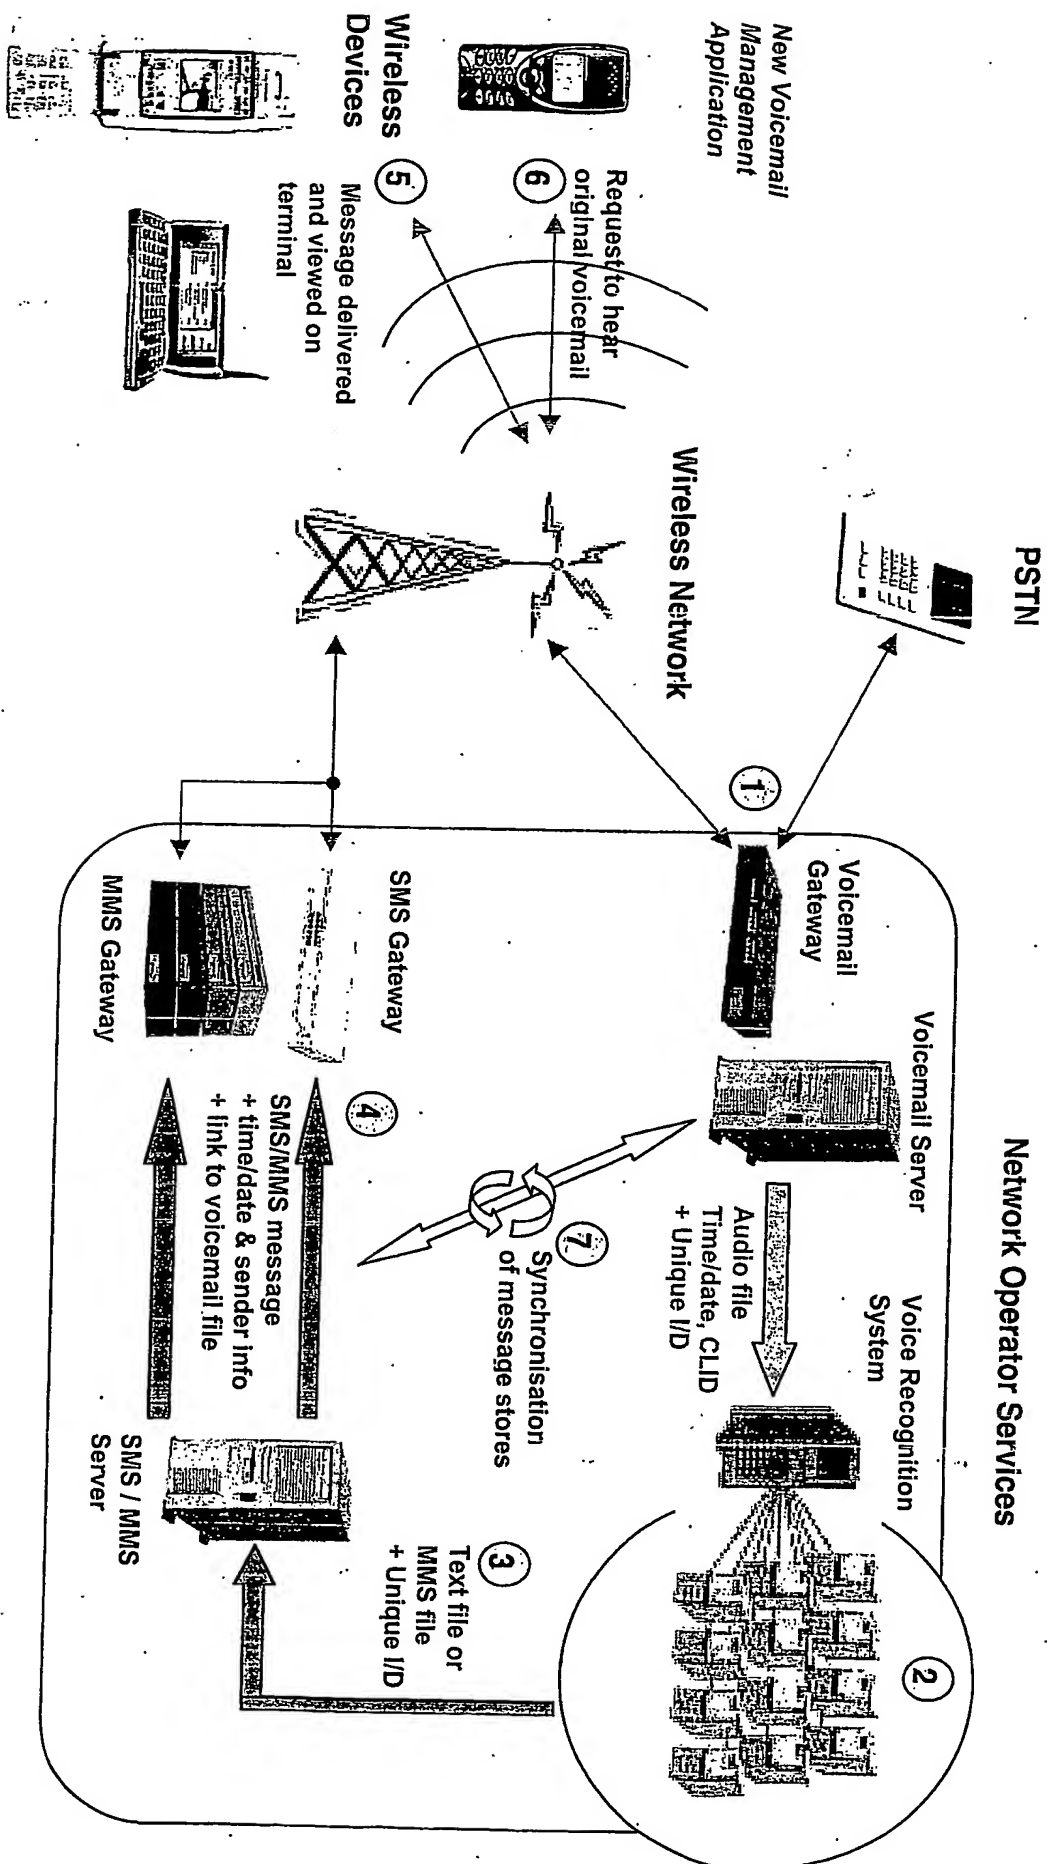 PSTN
Network Operator Services
New Voicemail
Management
Application
Wireless Network
Voicemail
Gateway
Voicemail Server
Voice Recognition
System
1
2
Audio file
Time/date, CLID
+ Unique I/D
Request to hear
original voicemail
6
7
Synchronisation
of message stores
Wireless
Devices
5
Message delivered
and viewed on
terminal
SMS Gateway
MMS Gateway
4
SMS/MMS message
+ time/date & sender info
+ link to voicemail file
3
Text file or
MMS file
+ Unique I/D
SMS / MMS
Server